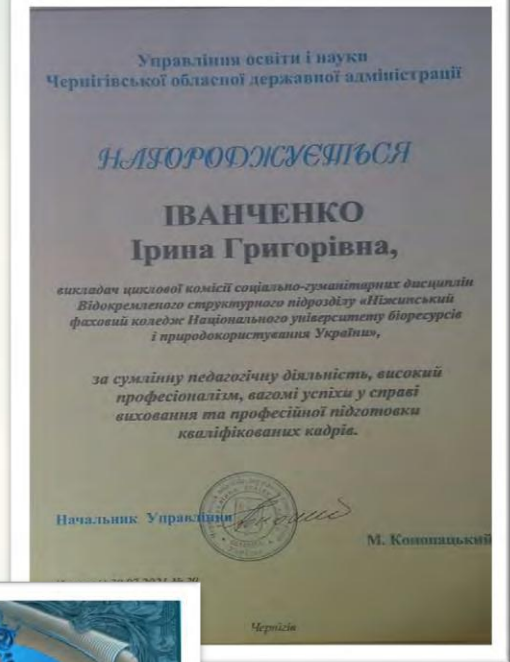 Управління освіти і науки
Чернігівської обласної державної адміністрації
НАГОРОДЖУЄТЬСЯ
ІВАНЧЕНКО
Ірина Григорівна,
викладач циклової комісії соціально-гуманітарних дисциплін
Відокремленого структурного підрозділу «Ніжинський
фаховий коледж Національного університету біоресурсів
і природокористування України»,
за сумлінну педагогічну діяльність, високий
професіоналізм, вагомі успіхи у справі
виховання та професійної підготовки
кваліфікованих кадрів.
Начальник Управління
М. Конопацький
Чернігів